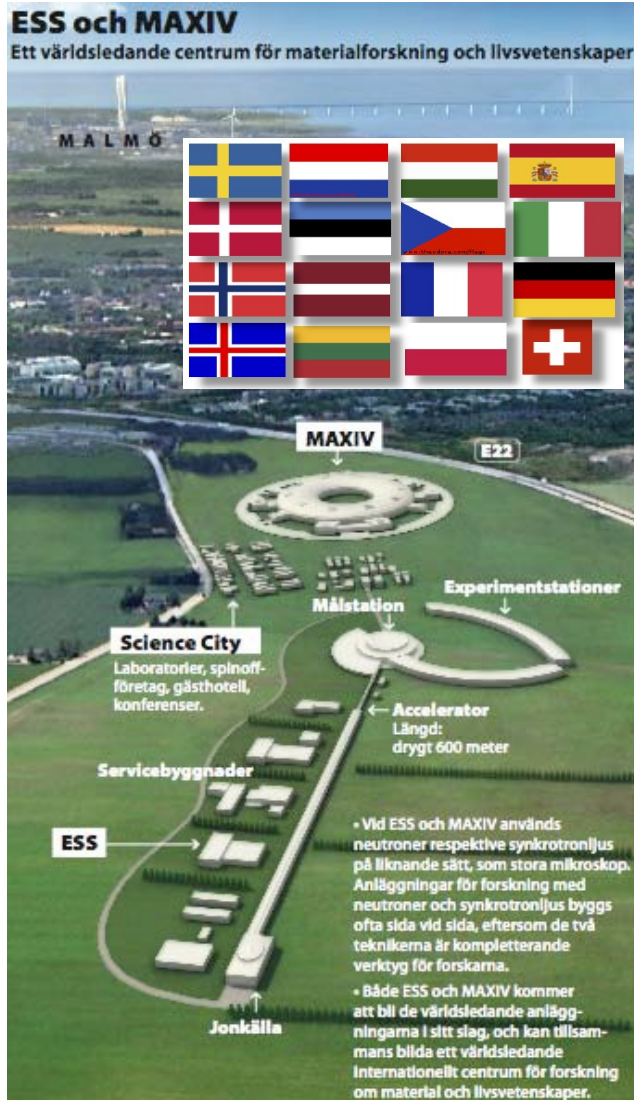 ESS och MAXIV
Ett världsledande centrum för materialforskning och livsvetenskaper
MALMÖ
MAXIV
E22
Experimentstationer
Målstation
Science City
Laboratorier, spinoff-
företag, gästhotell,
konferenser.
Accelerator
Längd:
drygt 600 meter
Servicebyggnader
ESS
• Vid ESS och MAXIV används
neutroner respektive synkrotronljus
på liknande sätt, som stora mikroskop.
Anläggningar för forskning med
neutroner och synkrotronljus byggs
ofta sida vid sida, eftersom de två
teknikerna är kompletterande
verktyg för forskarna.
• Både ESS och MAXIV kommer
att bli de världsledande anlägg-
ningarna i sitt slag, och kan tillsam-
mans bilda ett världsledande
internationellt centrum för forskning
om material och livsvetenskaper.
Jonkälla